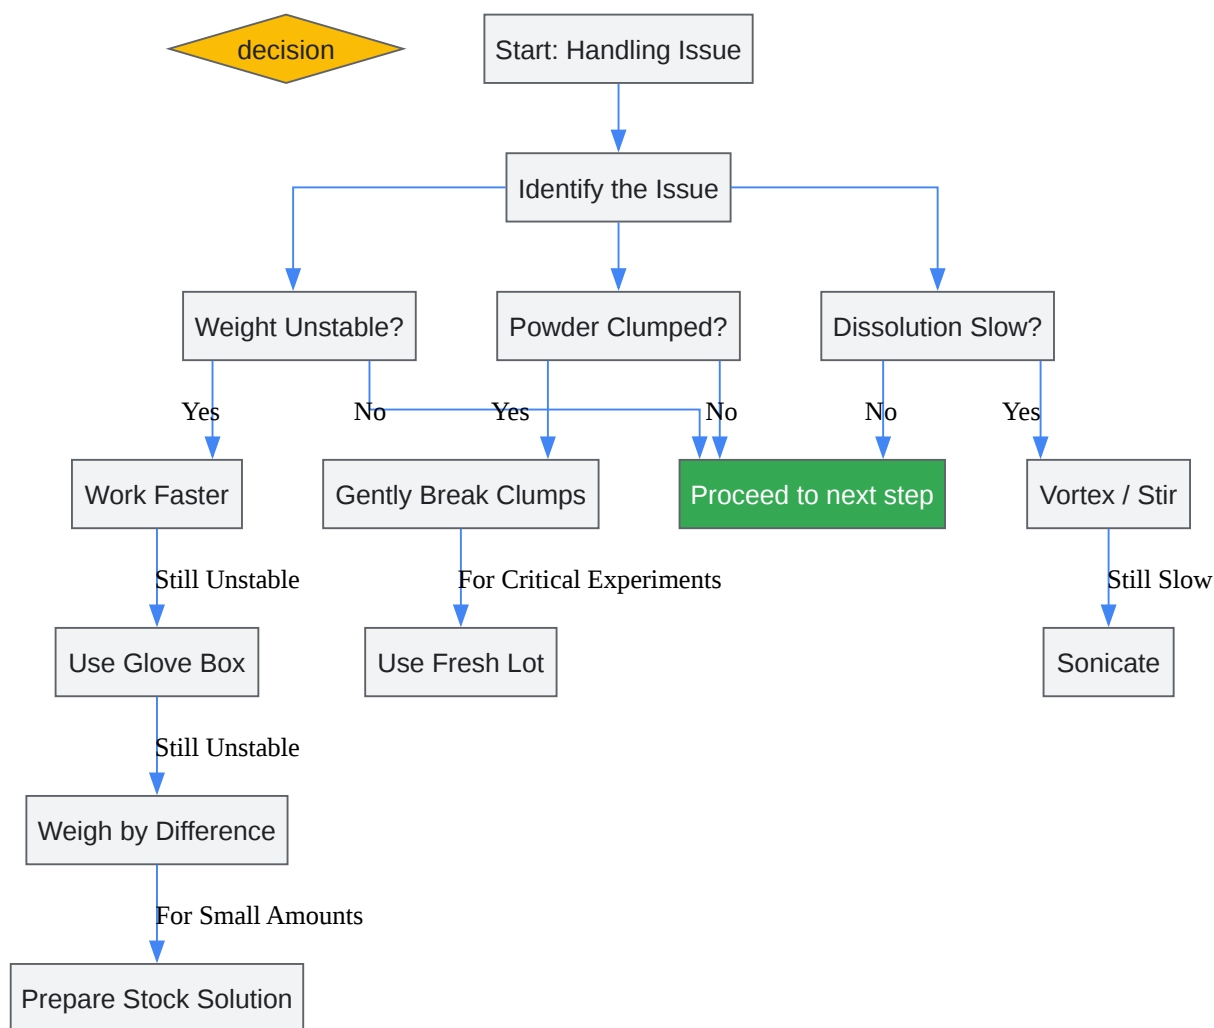 decision
Start: Handling Issue
Identify the Issue
Weight Unstable?
Powder Clumped?
Dissolution Slow?
Yes
No
Yes
No
No
Yes
Work Faster
Gently Break Clumps
Proceed to next step
Vortex / Stir
Still Unstable
For Critical Experiments
Still Slow
Use Glove Box
Use Fresh Lot
Sonicate
Still Unstable
Weigh by Difference
For Small Amounts
Prepare Stock Solution